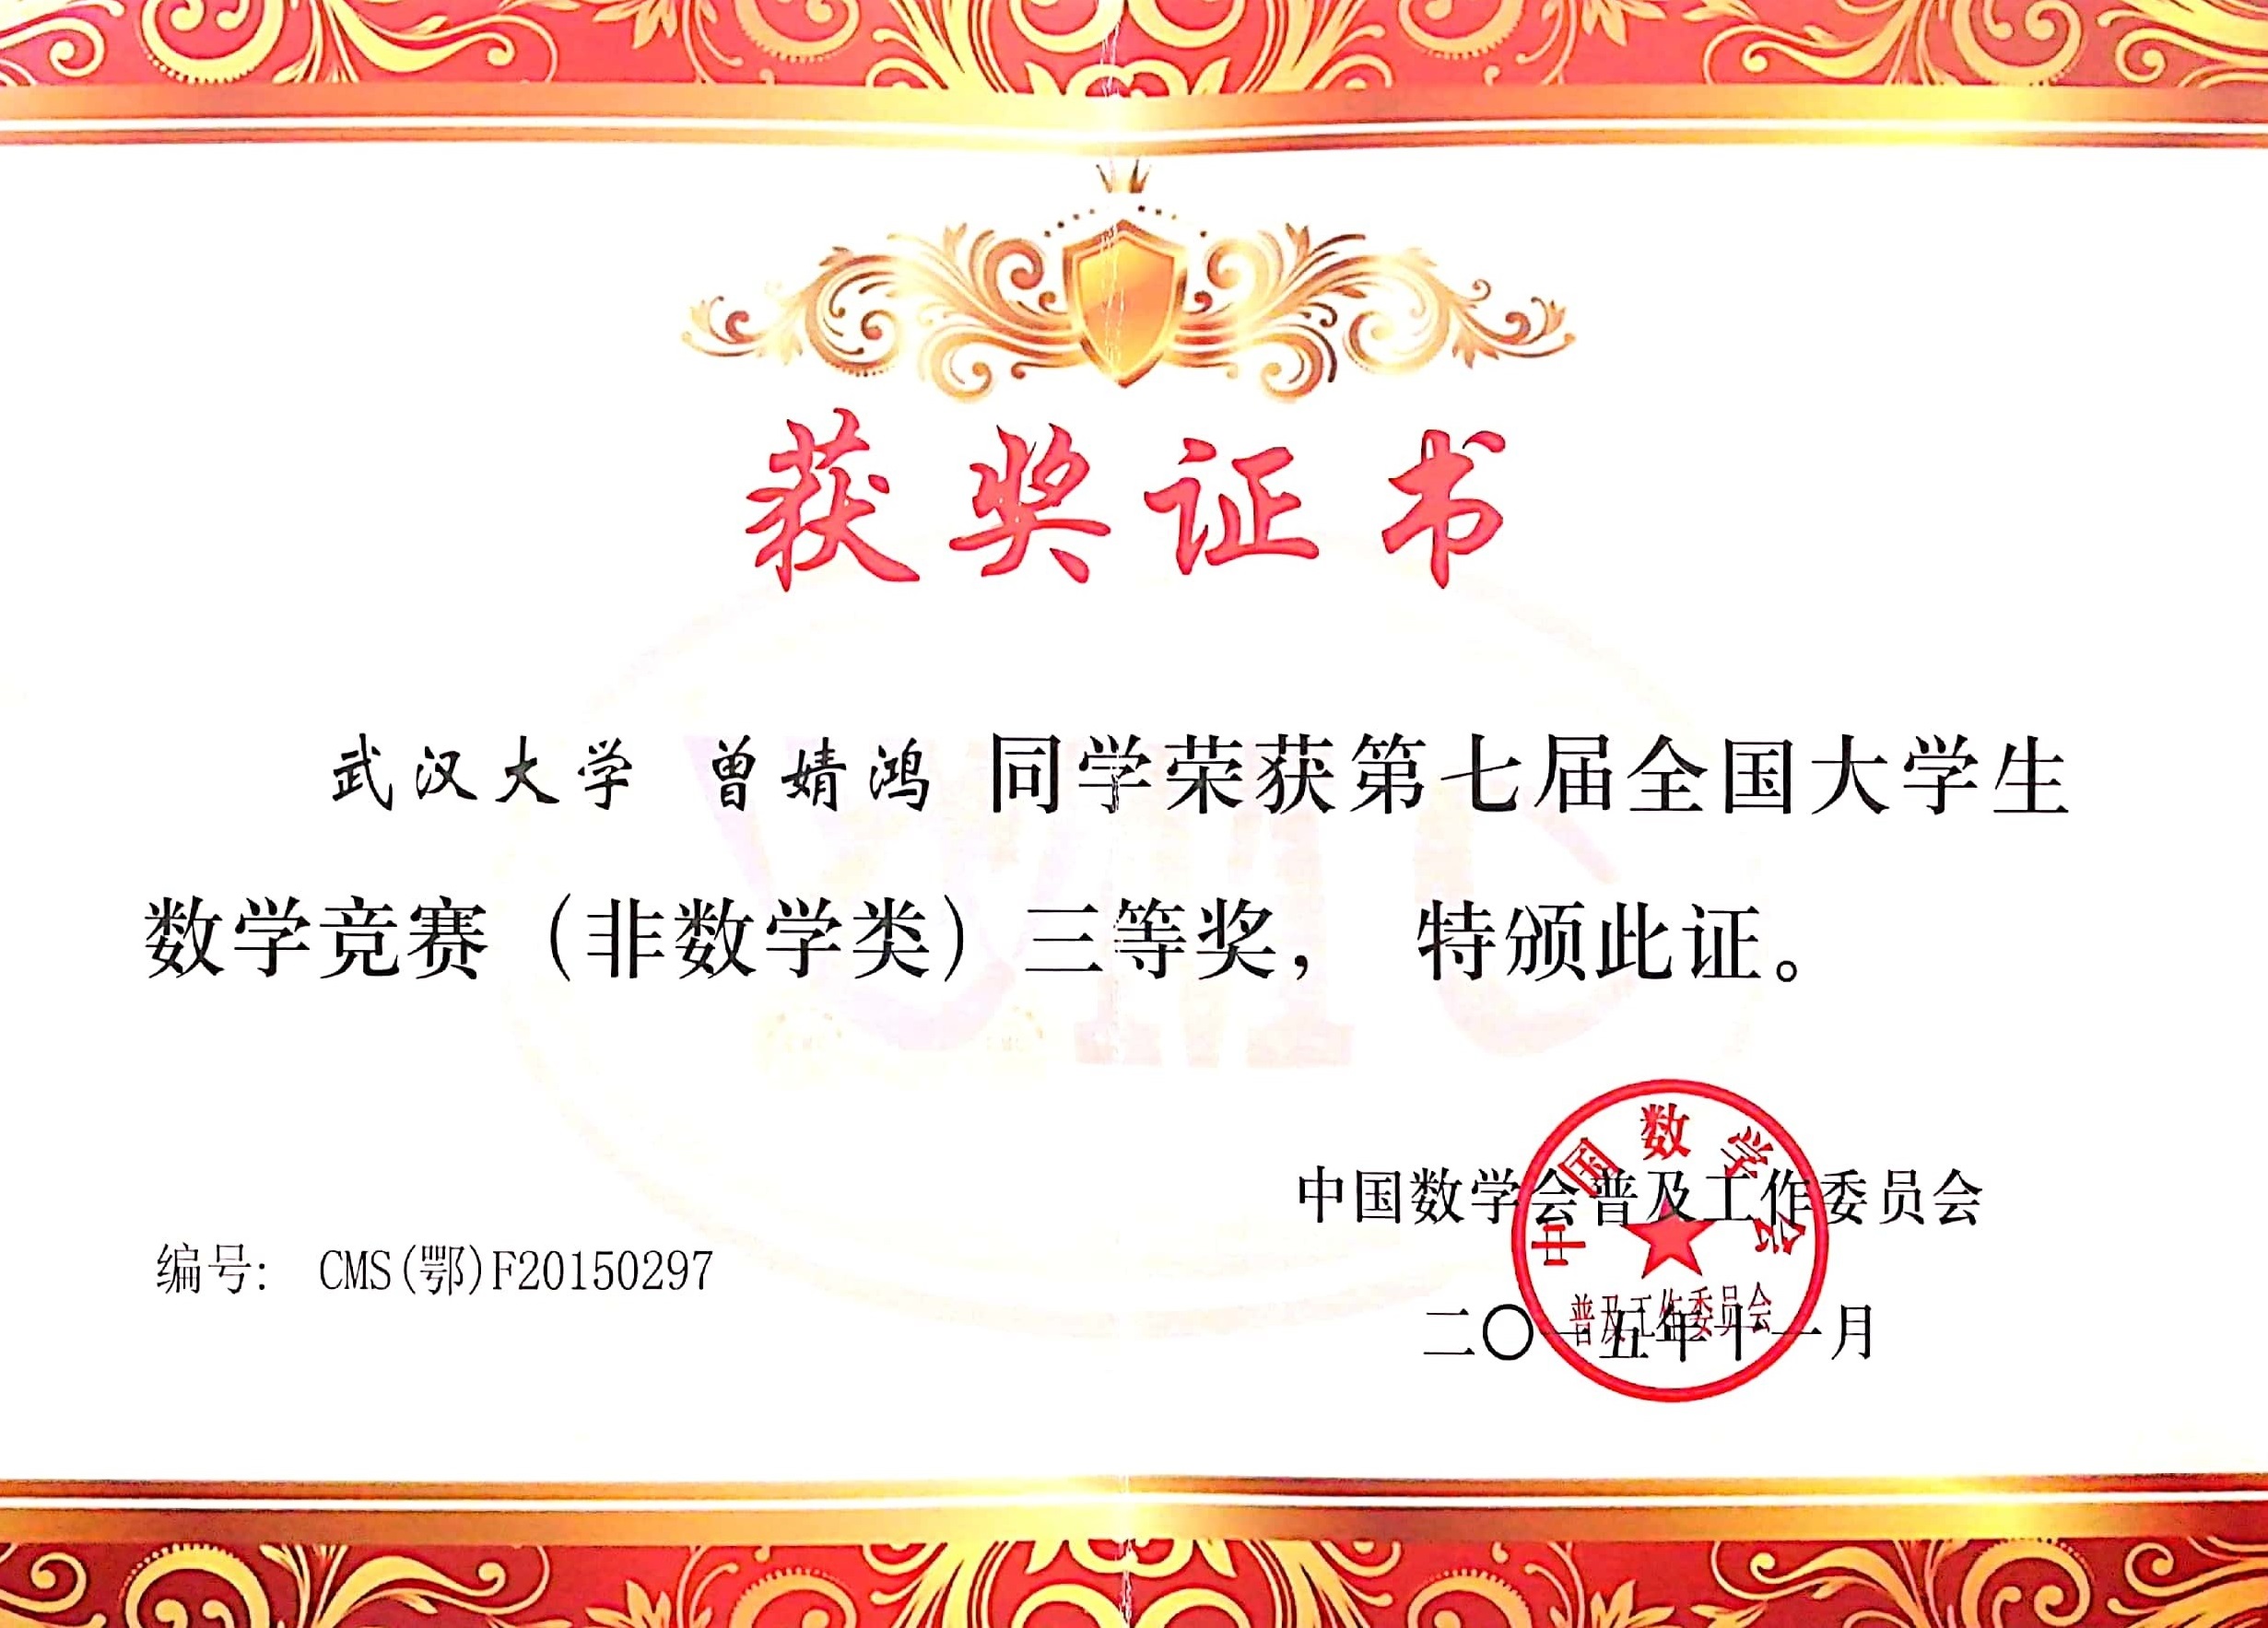 获奖证书
武汉大学 曾婧鸿 同学荣获第七届全国大学生
数学竞赛（非数学类）三等奖， 特颁此证。
中国数学会普及工作委员会
编号: CMS(鄂)F20150297
二〇一五年十一月
中国数学会
普及工作委员会
CMC